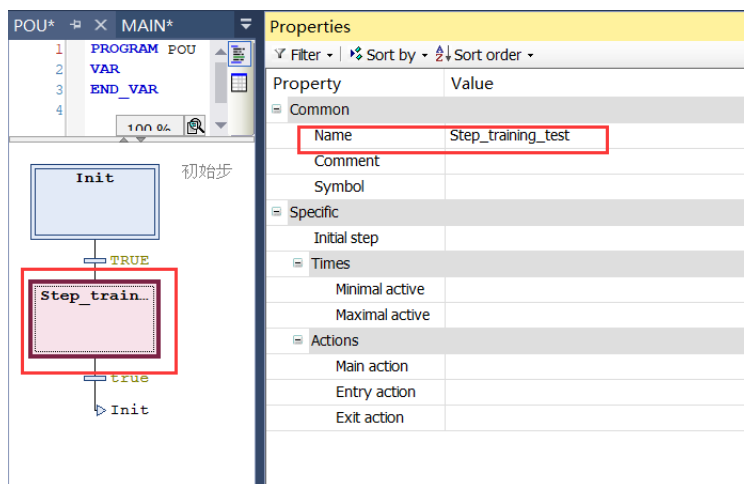 POU* MAIN*
1 PROGRAM POU
2 VAR
3 END_VAR
4
100 %
Init
初始步
TRUE
Step_train…
true
Init
Properties
Filter Sort by Sort order
Property Value
Common
Name Step_training_test
Comment
Symbol
Specific
Initial step
Times
Minimal active
Maximal active
Actions
Main action
Entry action
Exit action